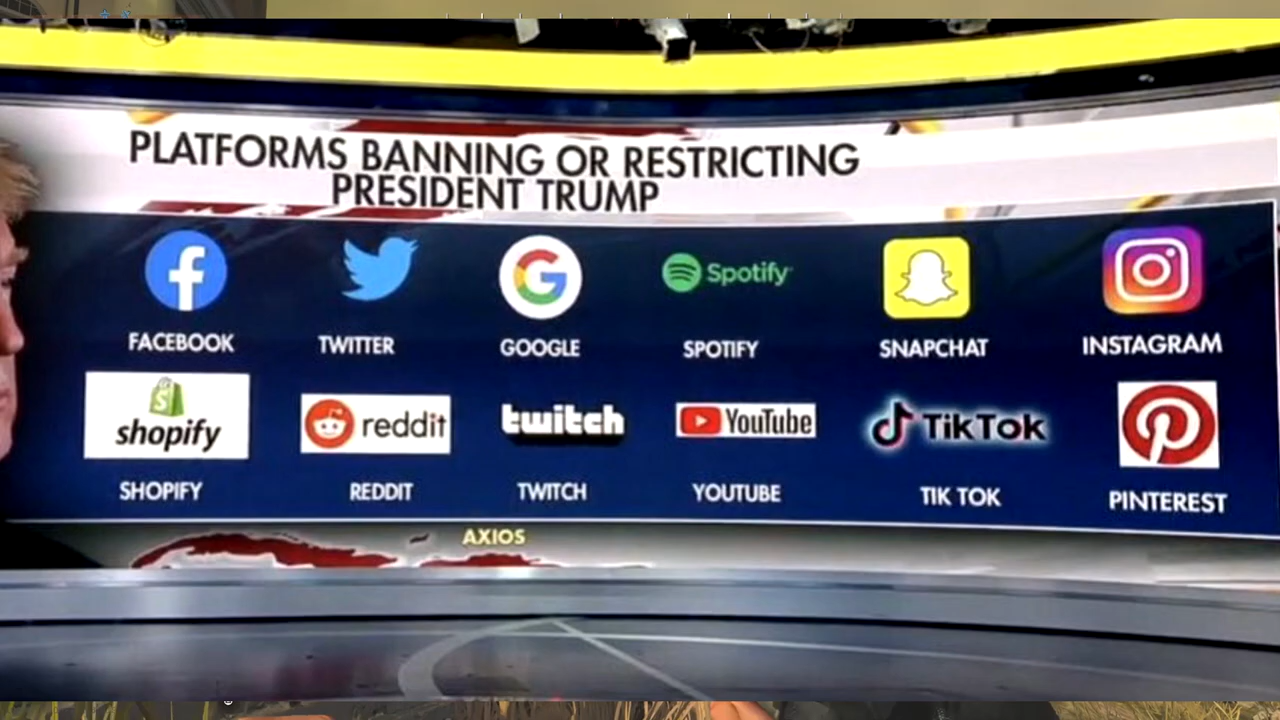 PLATFORMS BANNING OR RESTRICTING
PRESIDENT TRUMP
Spotify
FACEBOOK TWITTER GOOGLE SPOTIFY SNAPCHAT INSTAGRAM
shopify reddit twitch YouTube TikTok
SHOPIFY REDDIT TWITCH YOUTUBE TIK TOK PINTEREST
AXIOS